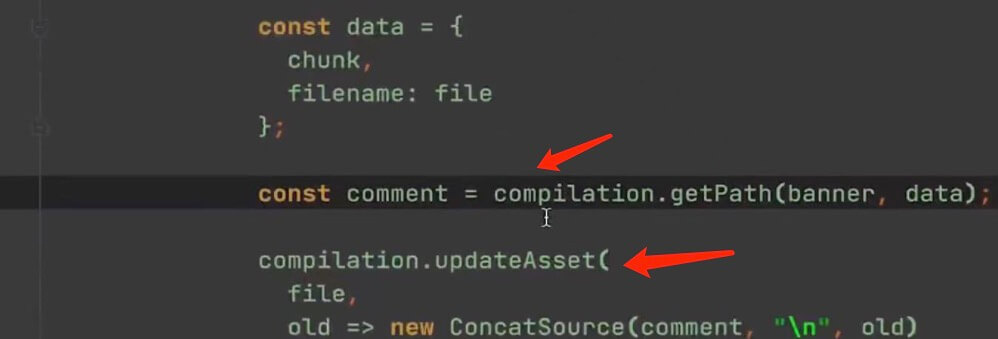 const data = {
chunk,
filename: file
};
const comment = compilation.getPath(banner, data);
compilation.updateAsset(
file,
old => new ConcatSource(comment, "\n", old)